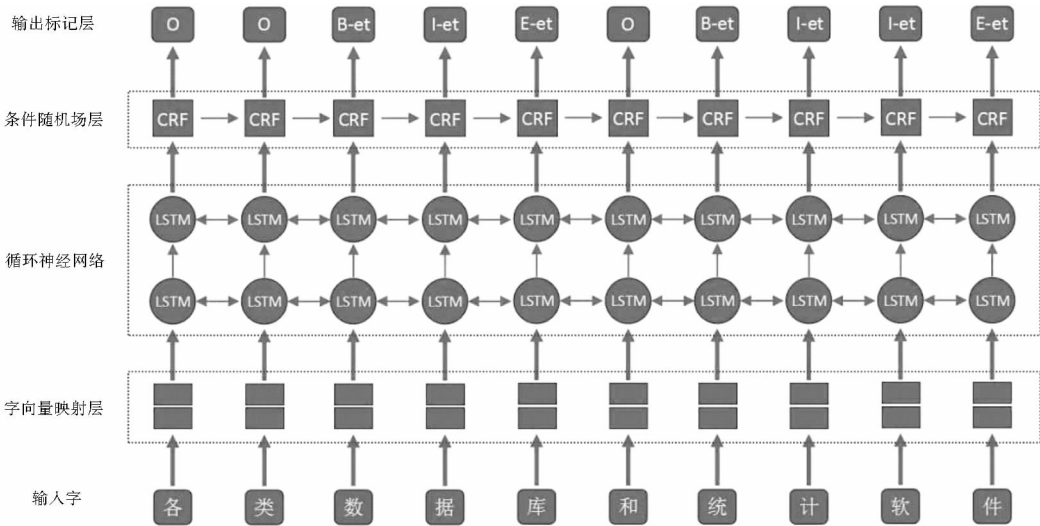 输出标记层 O O B-et I-et E-et O B-et I-et I-et E-et
条件随机场层 CRF CRF CRF CRF CRF CRF CRF CRF CRF CRF
LSTM LSTM LSTM LSTM LSTM LSTM LSTM LSTM LSTM LSTM
循环神经网络
LSTM LSTM LSTM LSTM LSTM LSTM LSTM LSTM LSTM LSTM
字向量映射层
输入字 各 类 数 据 库 和 统 计 软 件